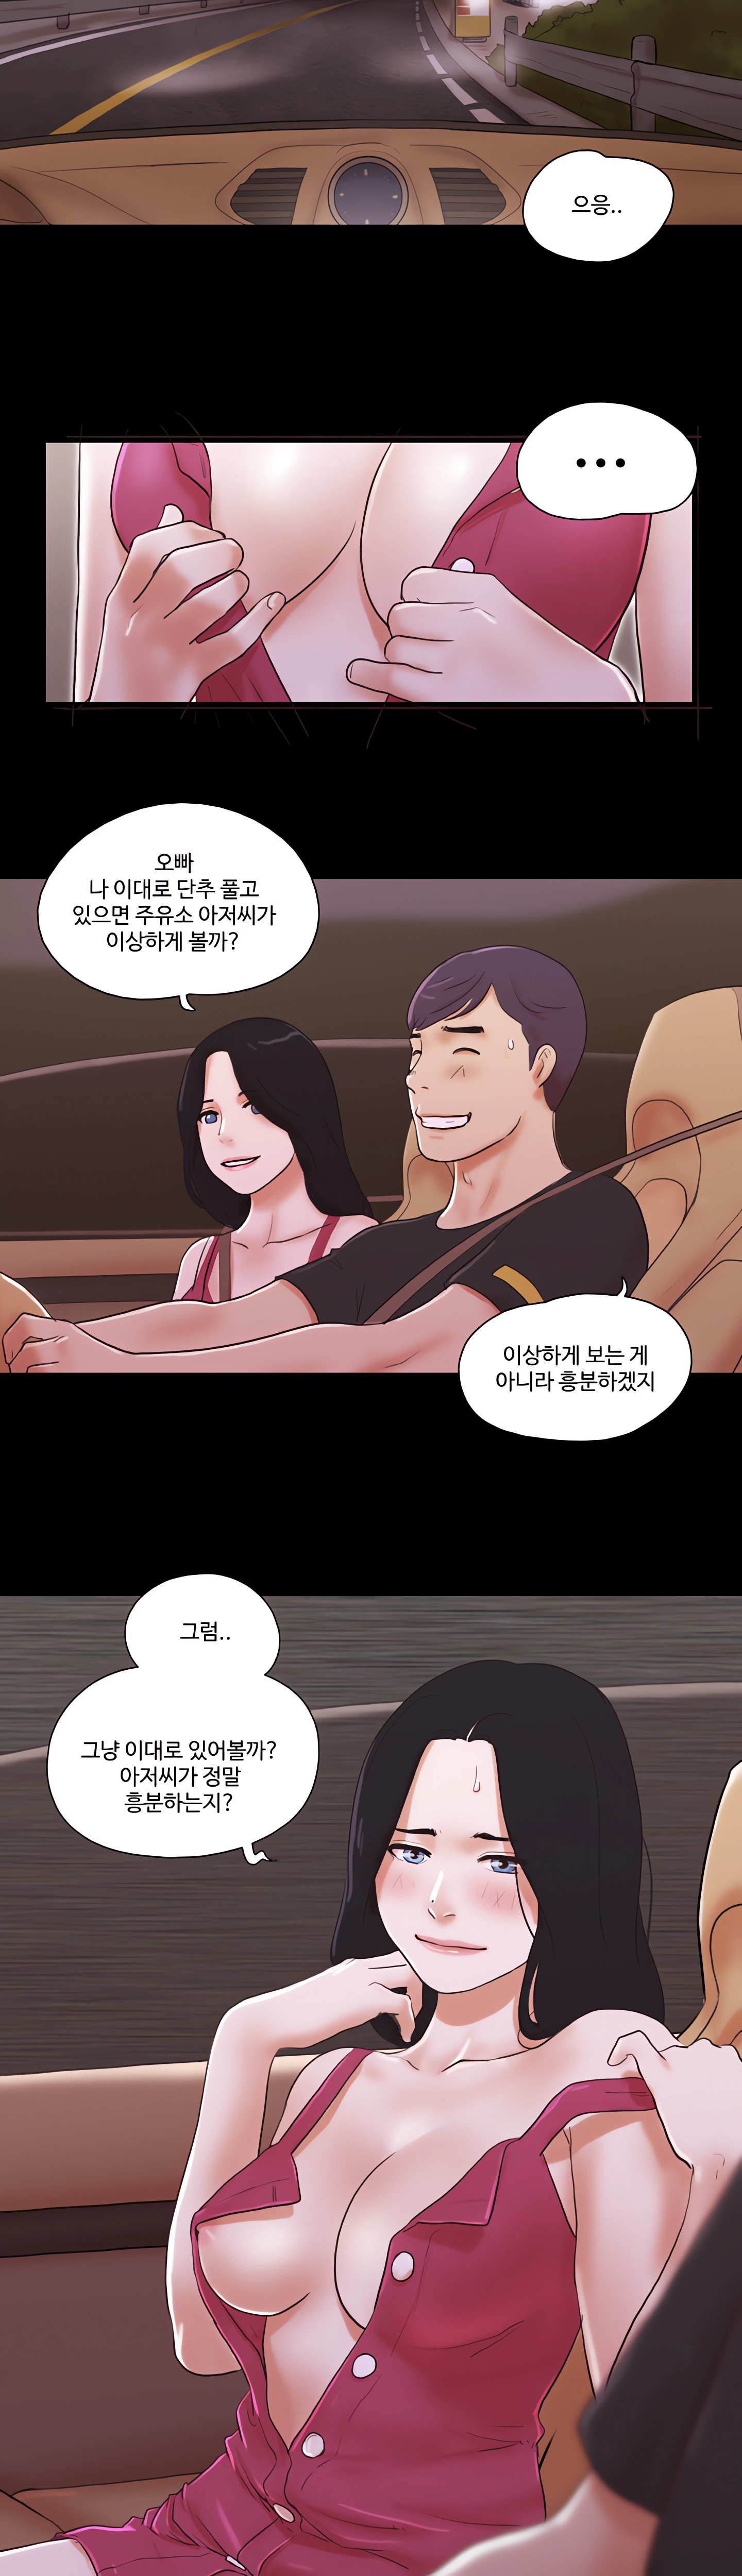 으응..
...
오빠
나 이대로 단추 풀고
있으면 주유소 아저씨가
이상하게 볼까?
이상하게 보는 게
아니라 흥분하겠지
그럼..
그냥 이대로 있어볼까?
아저씨가 정말
흥분하는지?